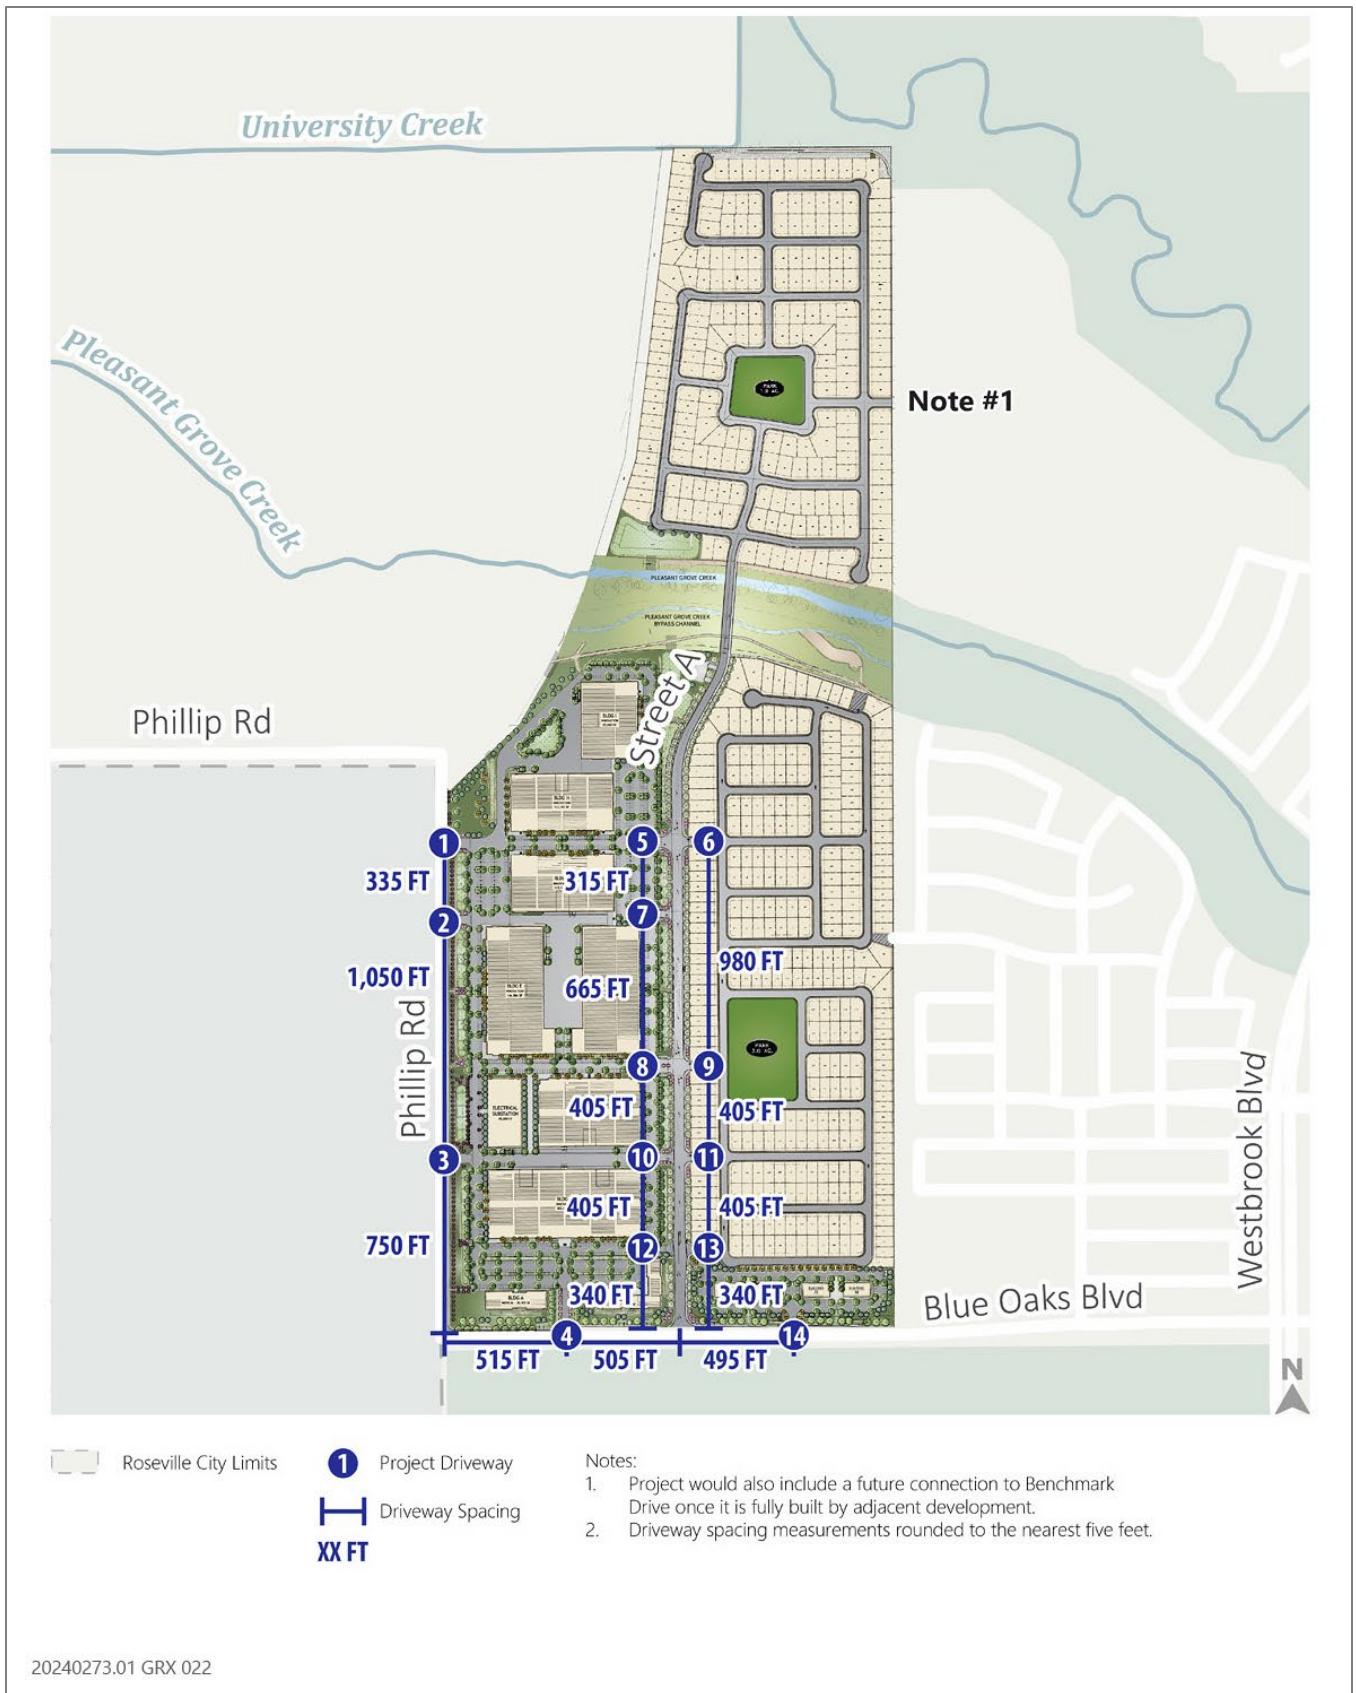 University Creek
Pleasant Grove Creek
PARK
Note #1
PLEASANT GROVE CREEK
PLEASANT GROVE CREEK
BYPASS CHANNEL
Street A
Phillip Rd
1
5
6
335 FT
315 FT
2
7
980 FT
1,050 FT
665 FT
Phillip Rd
PARK
8
9
ELECTRICAL
SUBSTATION
405 FT
405 FT
3
10
11
405 FT
405 FT
750 FT
12
13
340 FT
340 FT
BLDG A
Westbrook Blvd
Blue Oaks Blvd
4
14
515 FT
505 FT
495 FT
N
Roseville City Limits
1
Project Driveway
Driveway Spacing
XX FT
Notes:
1. Project would also include a future connection to Benchmark
Drive once it is fully built by adjacent development.
2. Driveway spacing measurements rounded to the nearest five feet.
20240273.01 GRX 022